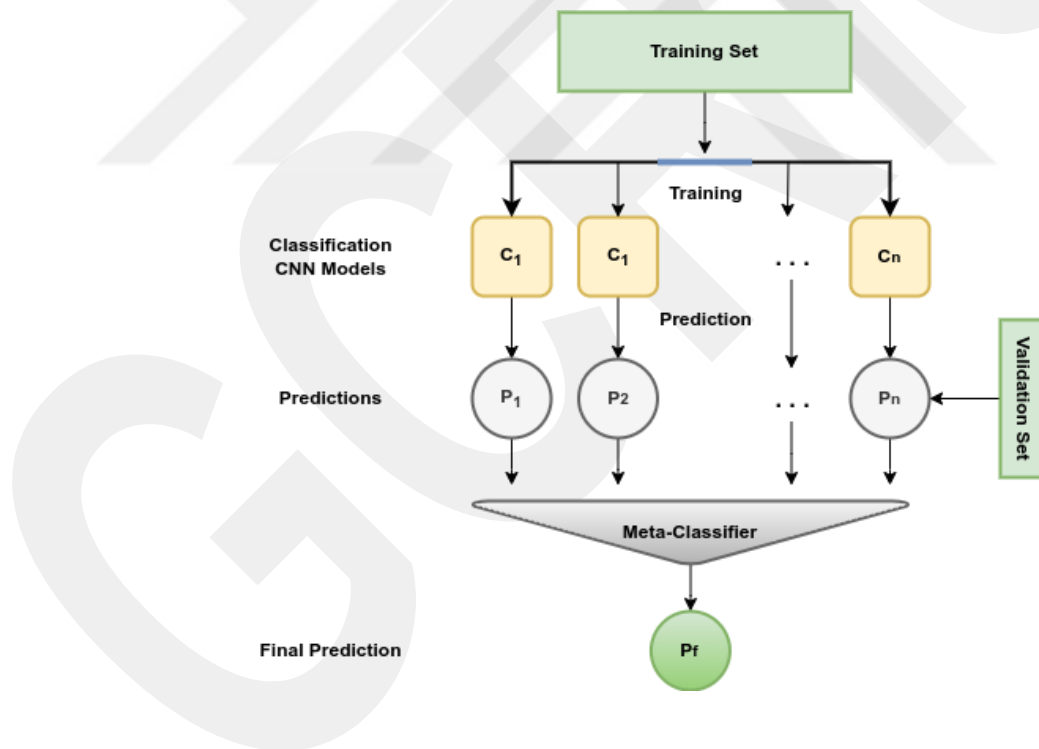 Training Set
Training
Classification
CNN Models
C1
C1
. . .
Cn
Prediction
Predictions
P1
P2
. . .
Pn
Validation Set
Meta-Classifier
Final Prediction
Pf